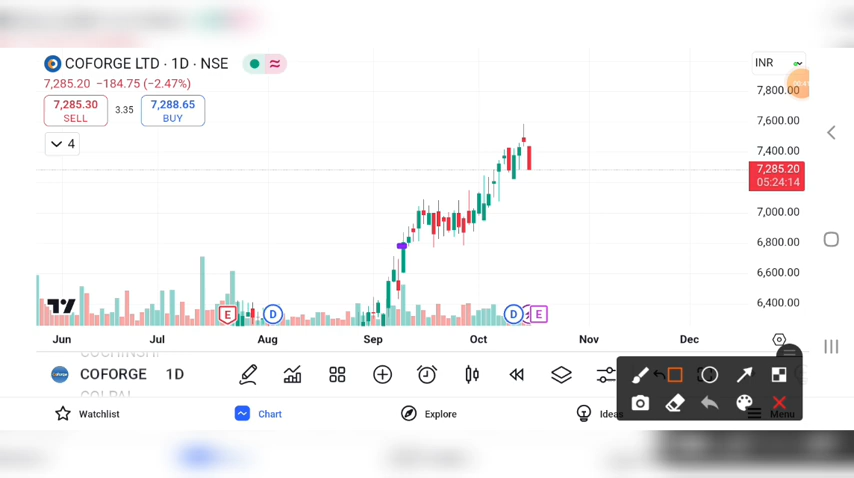 COFORGE LTD · 1D · NSE
7,285.20 −184.75 (−2.47%)
7,285.30
SELL
3.35
7,288.65
BUY
4
INR
7,800.00
7,600.00
7,400.00
7,285.20
05:24:14
7,000.00
6,800.00
6,600.00
6,400.00
E
D
D
E
Jun
Jul
Aug
Sep
Oct
Nov
Dec
COFORGE 1D
Watchlist
Chart
Explore
Ideas
Menu